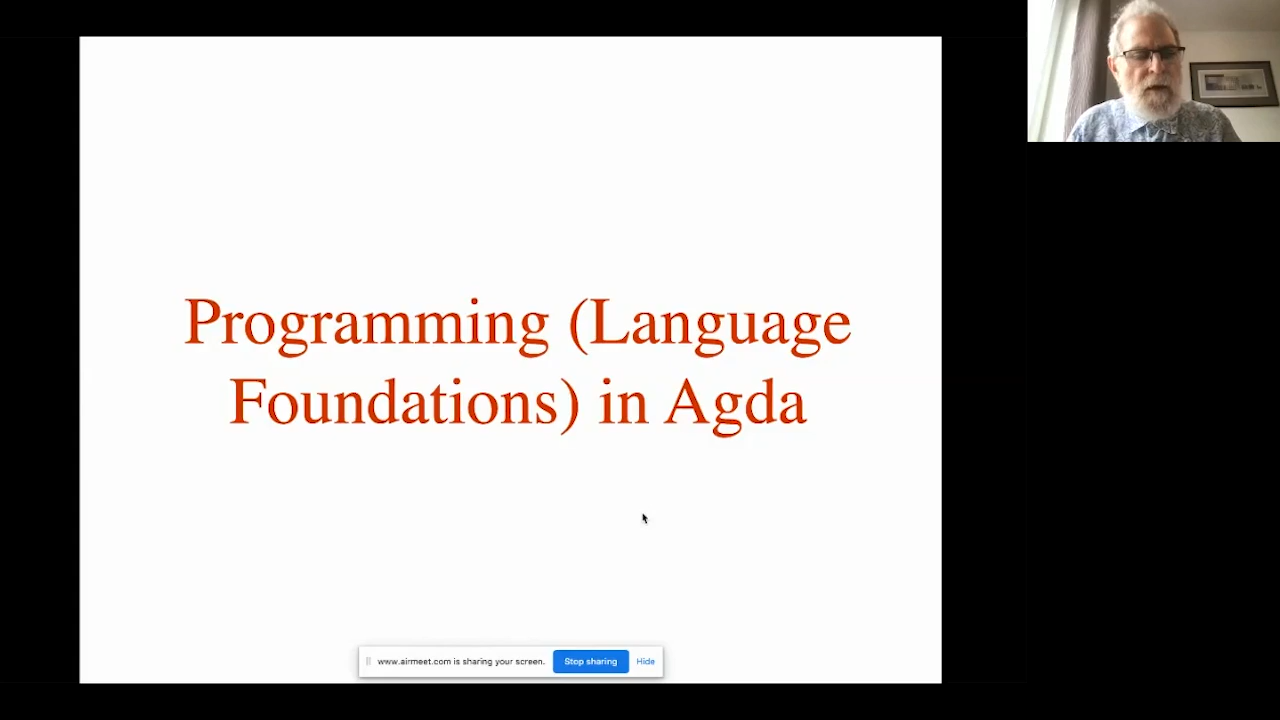 Programming (Language
Foundations) in Agda
www.airmeet.com is sharing your screen. Stop sharing Hide